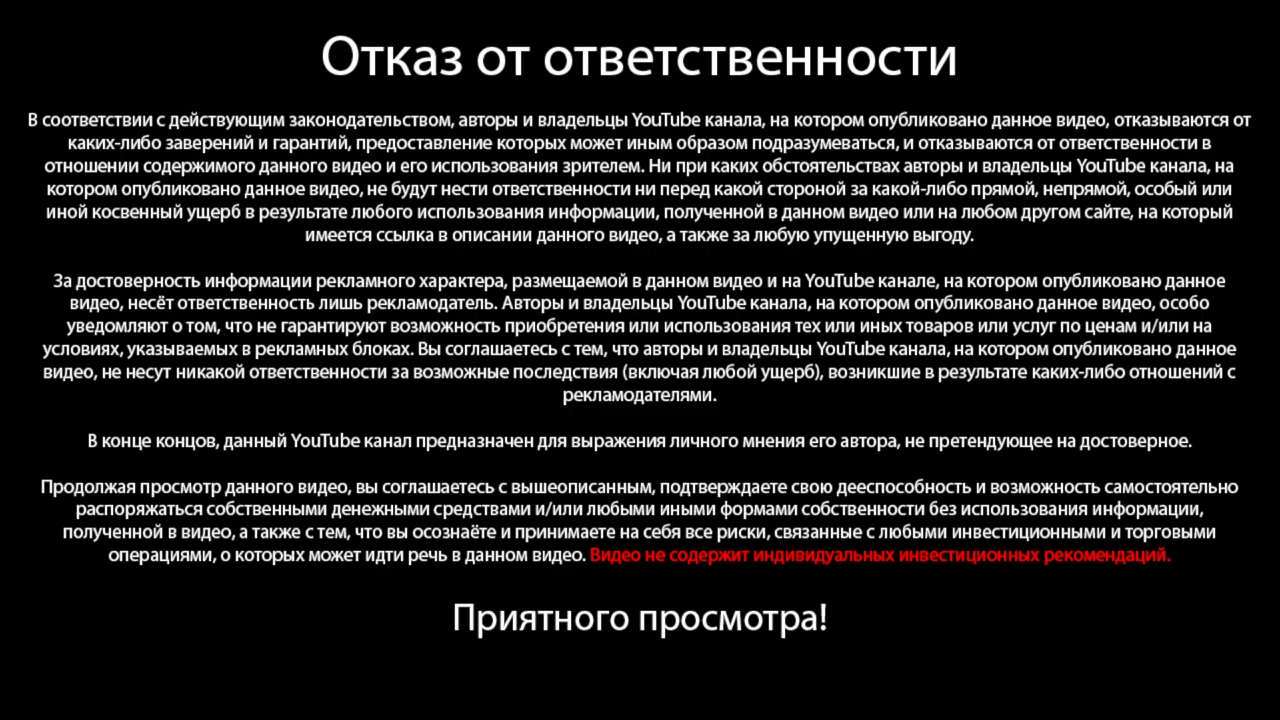 Отказ от ответственности
В соответствии с действующим законодательством, авторы и владельцы YouTube канала, на котором опубликовано данное видео, отказываются от
каких-либо заверений и гарантий, предоставление которых может иным образом подразумеваться, и отказываются от ответственности в
отношении содержимого данного видео и его использования зрителем. Ни при каких обстоятельствах авторы и владельцы YouTube канала, на
котором опубликовано данное видео, не будут нести ответственности ни перед какой стороной за какой-либо прямой, непрямой, особый или
иной косвенный ущерб в результате любого использования информации, полученной в данном видео или на любом другом сайте, на который
имеется ссылка в описании данного видео, а также за любую упущенную выгоду.
За достоверность информации рекламного характера, размещаемой в данном видео и на YouTube канале, на котором опубликовано данное
видео, несёт ответственность лишь рекламодатель. Авторы и владельцы YouTube канала, на котором опубликовано данное видео, особо
уведомляют о том, что не гарантируют возможность приобретения или использования тех или иных товаров или услуг по ценам и/или на
условиях, указываемых в рекламных блоках. Вы соглашаетесь с тем, что авторы и владельцы YouTube канала, на котором опубликовано данное
видео, не несут никакой ответственности за возможные последствия (включая любой ущерб), возникшие в результате каких-либо отношений с
рекламодателями.
В конце концов, данный YouTube канал предназначен для выражения личного мнения его автора, не претендующее на достоверное.
Продолжая просмотр данного видео, вы соглашаетесь с вышеописанным, подтверждаете свою дееспособность и возможность самостоятельно
распоряжаться собственными денежными средствами и/или любыми иными формами собственности без использования информации,
полученной в видео, а также с тем, что вы осознаёте и принимаете на себя все риски, связанные с любыми инвестиционными и торговыми
операциями, о которых может идти речь в данном видео. Видео не содержит индивидуальных инвестиционных рекомендаций.
Приятного просмотра!